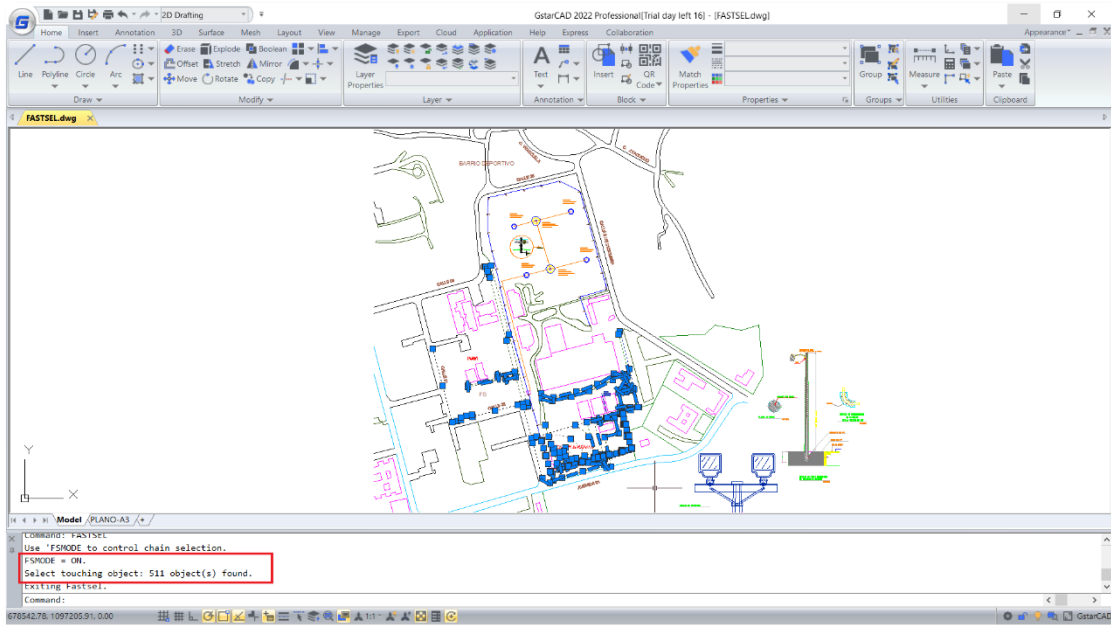 2D Drafting
GstarCAD 2022 Professional[Trial day left 16] - [FASTSEL.dwg]
Home Insert Annotation 3D Surface Mesh Layout View Manage Export Cloud Application Help Express Collaboration Appearance
Erase Explode Boolean
Offset Stretch Mirror
Move Rotate Copy
Line Polyline Circle Arc
Layer Properties
Text
Insert
QR Code
Match Properties
Group
Measure
Paste
Draw Modify Layer Annotation Block Properties Groups Utilities Clipboard
FASTSEL.dwg
BARRIO DEPORTIVO
Y
X
Model PLANO-A3 +
Command: FASTSEL
Use 'FSMODE to control chain selection.
FSMODE = ON.
Select touching object: 511 object(s) found.
Exiting Fastsel.
Command:
678542.78, 1097205.91, 0.00
1:1
GstarCAD